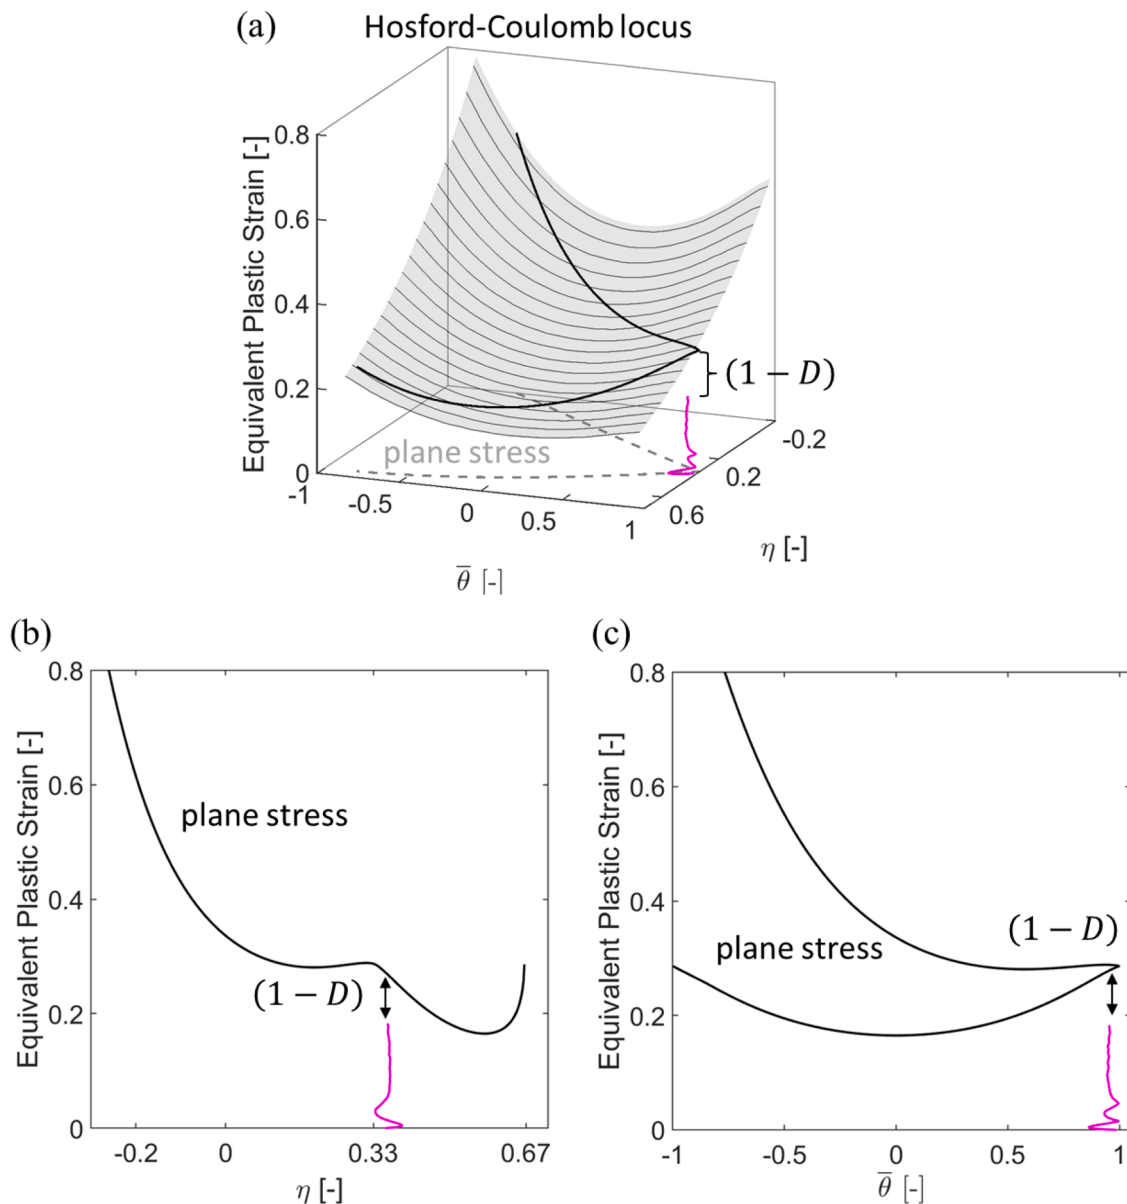 (a)
Hosford-Coulomb locus
Equivalent Plastic Strain [-]
0.8
0.6
0.4
0.2
0
(1 − D)
plane stress
-1
-0.5
0
0.5
1
-0.2
0.2
0.6
η [-]
θ̅ [-]
(b)
Equivalent Plastic Strain [-]
0.8
0.6
0.4
0.2
0
plane stress
(1 − D)
-0.2
0
0.33
0.67
η [-]
(c)
Equivalent Plastic Strain [-]
0.8
0.6
0.4
0.2
0
plane stress
(1 − D)
-1
-0.5
0
0.5
1
θ̅ [-]